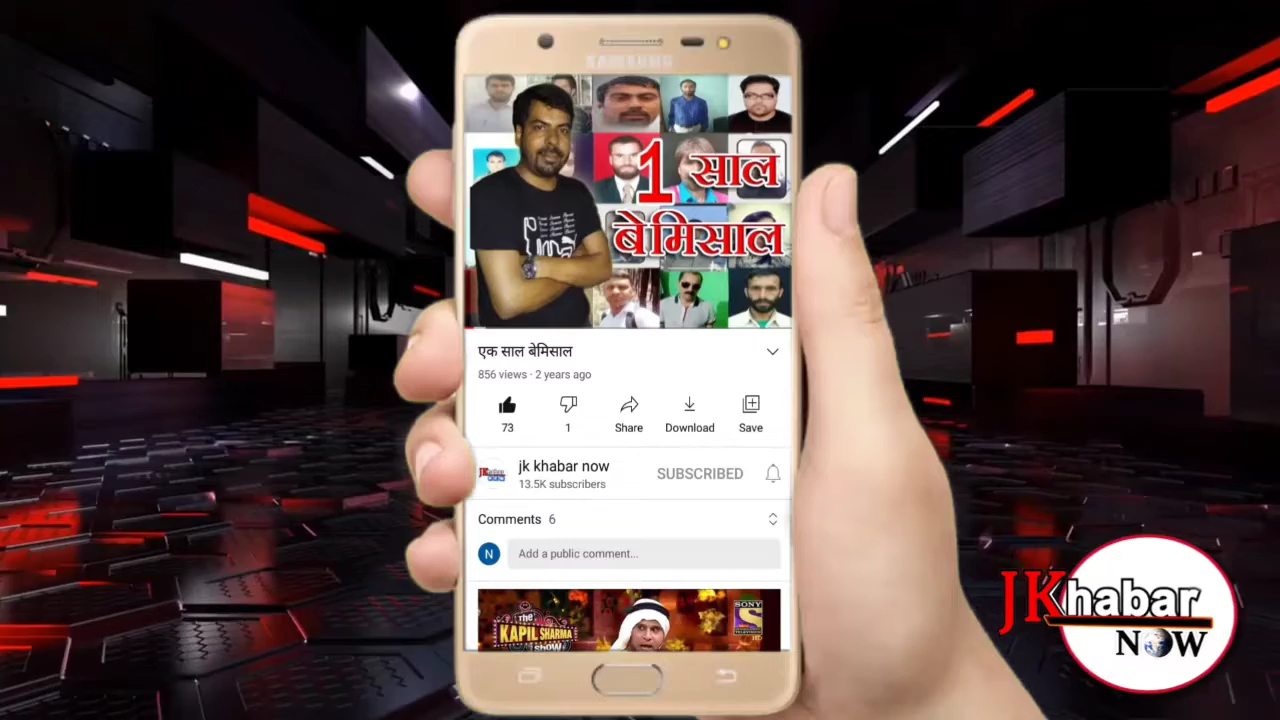 SAMSUNG
1 साल
बेमिसाल
एक साल बेमिसाल
856 views · 2 years ago
73
1
Share
Download
Save
jk khabar now
13.5K subscribers
SUBSCRIBED
Comments 6
N
Add a public comment...
The
KAPIL SHARMA
Show
SONY
S
HD
JKhabar
NOW